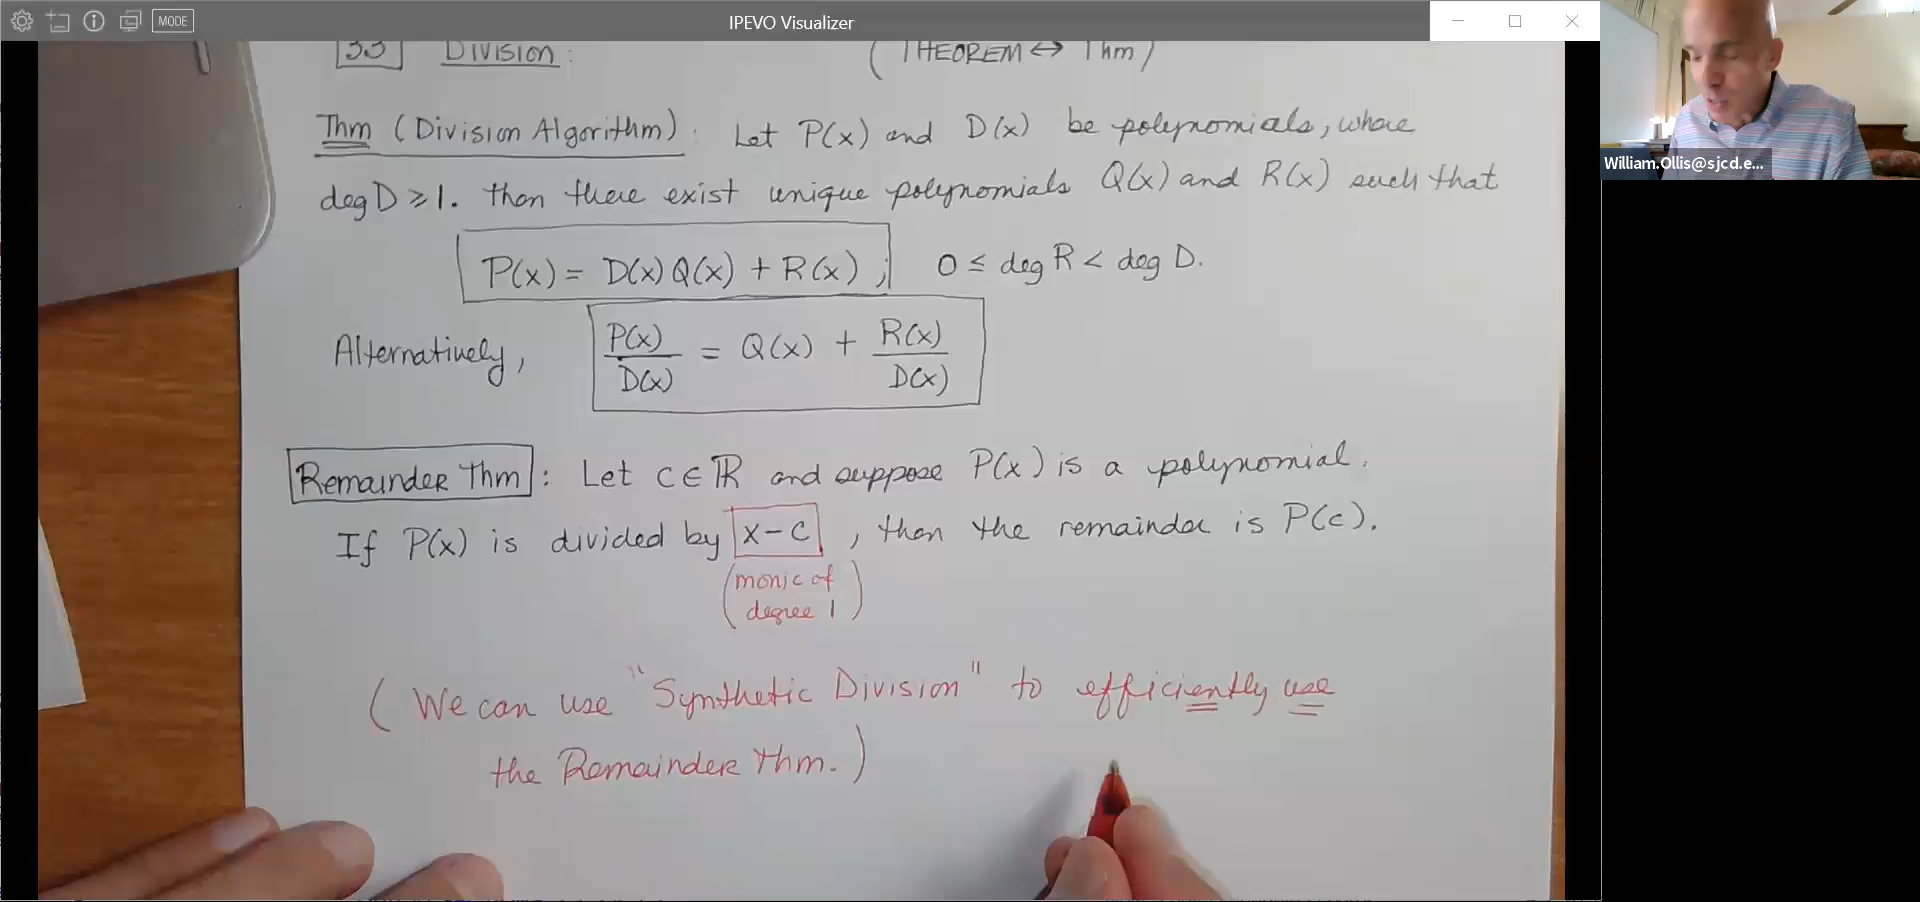 MODE
IPEVO Visualizer
3.3 Division: (THEOREM ↔ Thm)
Thm (Division Algorithm): Let P(x) and D(x) be polynomials, where
deg D ≥ 1. Then there exist unique polynomials Q(x) and R(x) such that
P(x) = D(x) Q(x) + R(x), 0 ≤ deg R < deg D.
Alternatively, P(x)/D(x) = Q(x) + R(x)/D(x)
Remainder Thm: Let c ∈ ℝ and suppose P(x) is a polynomial.
If P(x) is divided by x - c, then the remainder is P(c).
(monic of
degree 1)
(We can use "Synthetic Division" to efficiently use
the Remainder Thm.)
William.Ollis@sjcd.e...